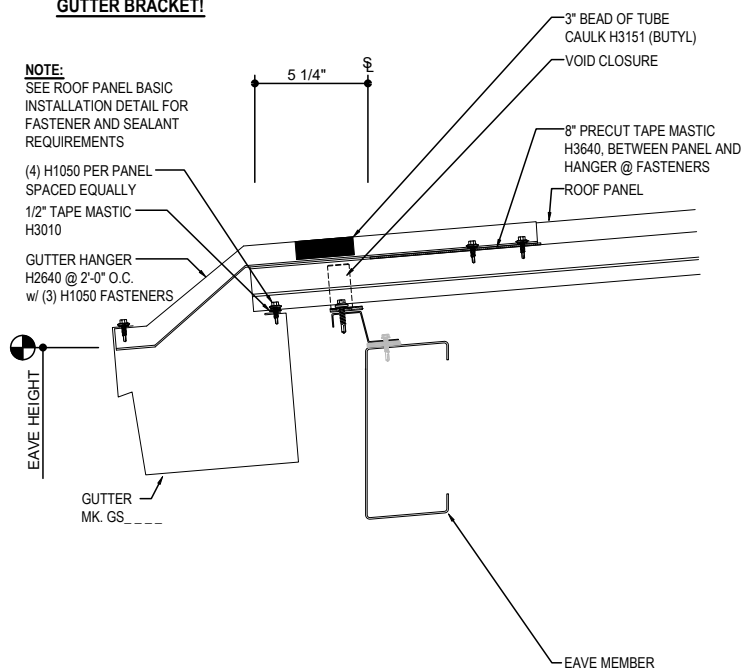 GUTTER BRACKET!
NOTE:
SEE ROOF PANEL BASIC
INSTALLATION DETAIL FOR
FASTENER AND SEALANT
REQUIREMENTS
(4) H1050 PER PANEL
SPACED EQUALLY
1/2" TAPE MASTIC
H3010
GUTTER HANGER
H2640 @ 2'-0" O.C.
w/ (3) H1050 FASTENERS
EAVE HEIGHT
GUTTER
MK. GS_ _ _ _
5 1/4"
SL
3" BEAD OF TUBE
CAULK H3151 (BUTYL)
VOID CLOSURE
8" PRECUT TAPE MASTIC
H3640, BETWEEN PANEL AND
HANGER @ FASTENERS
ROOF PANEL
EAVE MEMBER